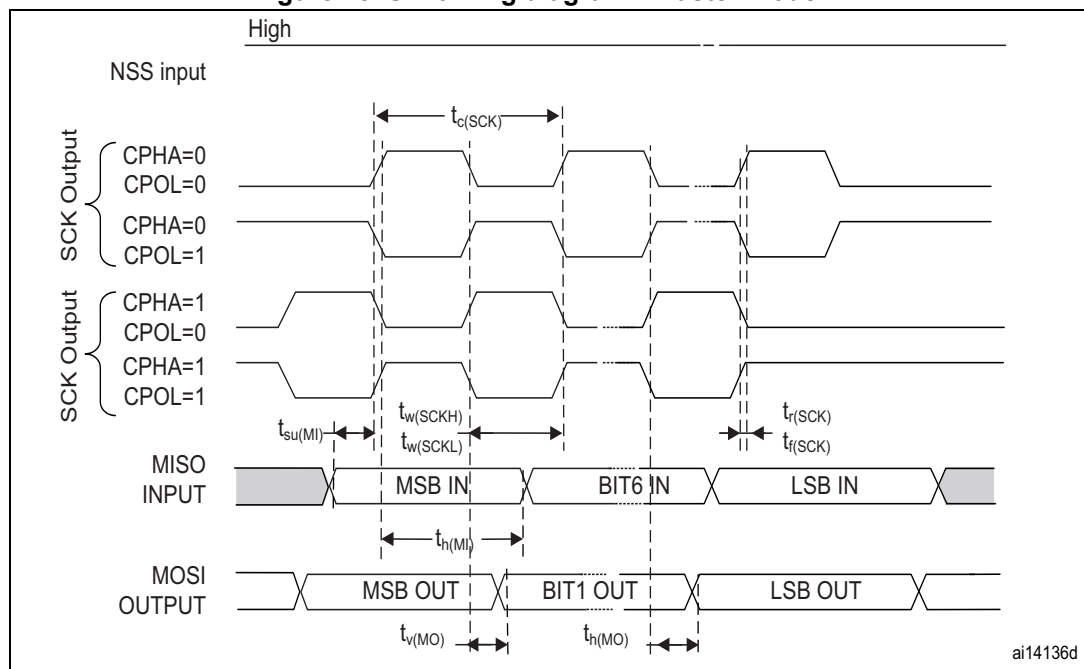 High
NSS input
tc(SCK)
SCK Output
CPHA=0
CPOL=0
CPHA=0
CPOL=1
SCK Output
CPHA=1
CPOL=0
CPHA=1
CPOL=1
tsu(MI)
tw(SCKH)
tw(SCKL)
tr(SCK)
tf(SCK)
MISO
INPUT
MSB IN
BIT6 IN
LSB IN
th(MI)
MOSI
OUTPUT
MSB OUT
BIT1 OUT
LSB OUT
tv(MO)
th(MO)
ai14136d